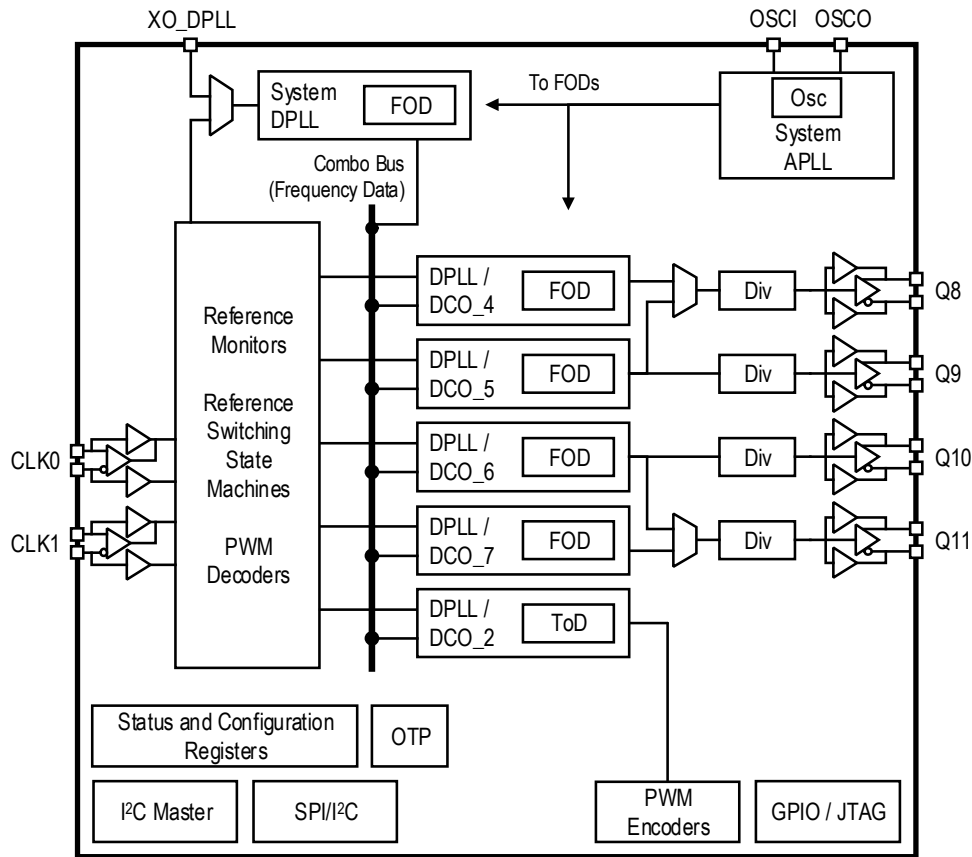 XO_DPLL
OSCI
OSCO
System
DPLL
FOD
To FODs
Osc
System
APLL
Combo Bus
(Frequency Data)
Reference
Monitors
Reference
Switching
State
Machines
PWM
Decoders
CLK0
CLK1
DPLL /
DCO_4
FOD
Div
Q8
DPLL /
DCO_5
FOD
Div
Q9
DPLL /
DCO_6
FOD
Div
Q10
DPLL /
DCO_7
FOD
Div
Q11
DPLL /
DCO_2
ToD
Status and Configuration
Registers
OTP
I²C Master
SPI/I²C
PWM
Encoders
GPIO / JTAG